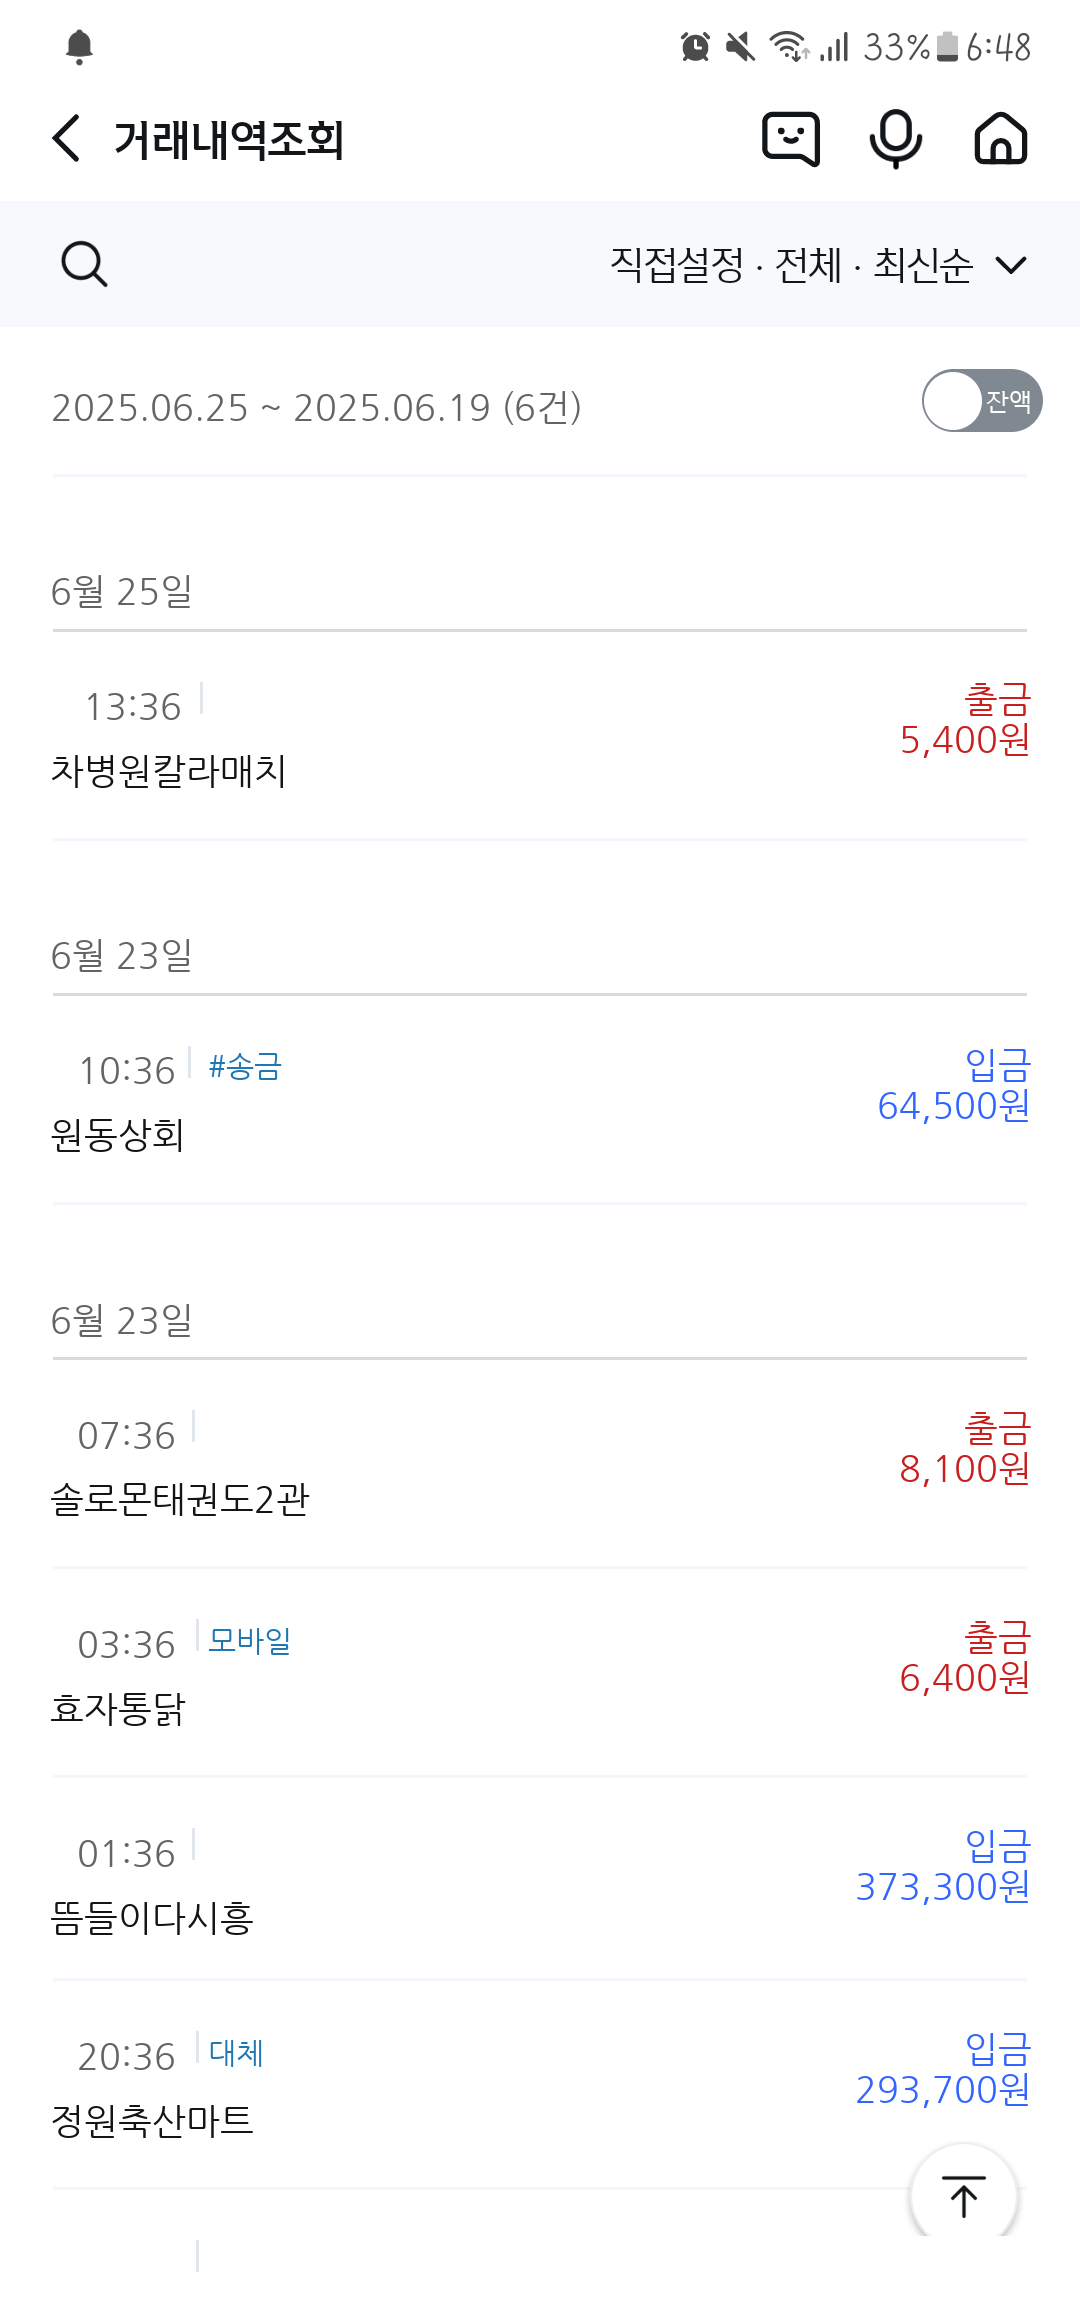 33% 6:48
거래내역조회
직접설정 · 전체 · 최신순
2025.06.25 ~ 2025.06.19 (6건)
잔액
6월 25일
13:36
출금
5,400원
차병원칼라매치
6월 23일
10:36 #송금
입금
64,500원
원동상회
6월 23일
07:36
출금
8,100원
솔로몬태권도2관
03:36 모바일
출금
6,400원
효자통닭
01:36
입금
373,300원
뜸들이다시흥
20:36 대체
입금
293,700원
정원축산마트